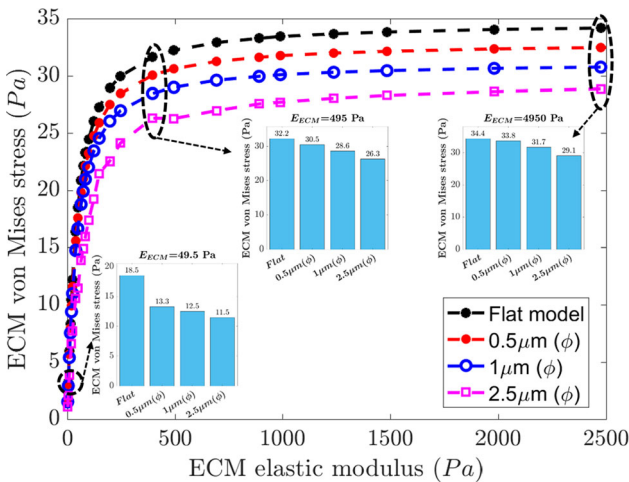 ECM von Mises stress (Pa)
35
30
25
20
15
10
5
0
0
500
1000
1500
2000
2500
ECM elastic modulus (Pa)
E_ECM=495 Pa
ECM von Mises stress (Pa)
30
20
10
0
32.2
30.5
28.6
26.3
Flat
0.5μm(ϕ)
1μm(ϕ)
2.5μm(ϕ)
E_ECM=4950 Pa
ECM von Mises stress (Pa)
30
20
10
0
34.4
33.8
31.7
29.1
Flat
0.5μm(ϕ)
1μm(ϕ)
2.5μm(ϕ)
E_ECM=49.5 Pa
ECM von Mises stress (Pa)
20
15
10
5
0
18.5
13.3
12.5
11.5
Flat
0.5μm(ϕ)
1μm(ϕ)
2.5μm(ϕ)
Flat model
0.5μm (ϕ)
1μm (ϕ)
2.5μm (ϕ)